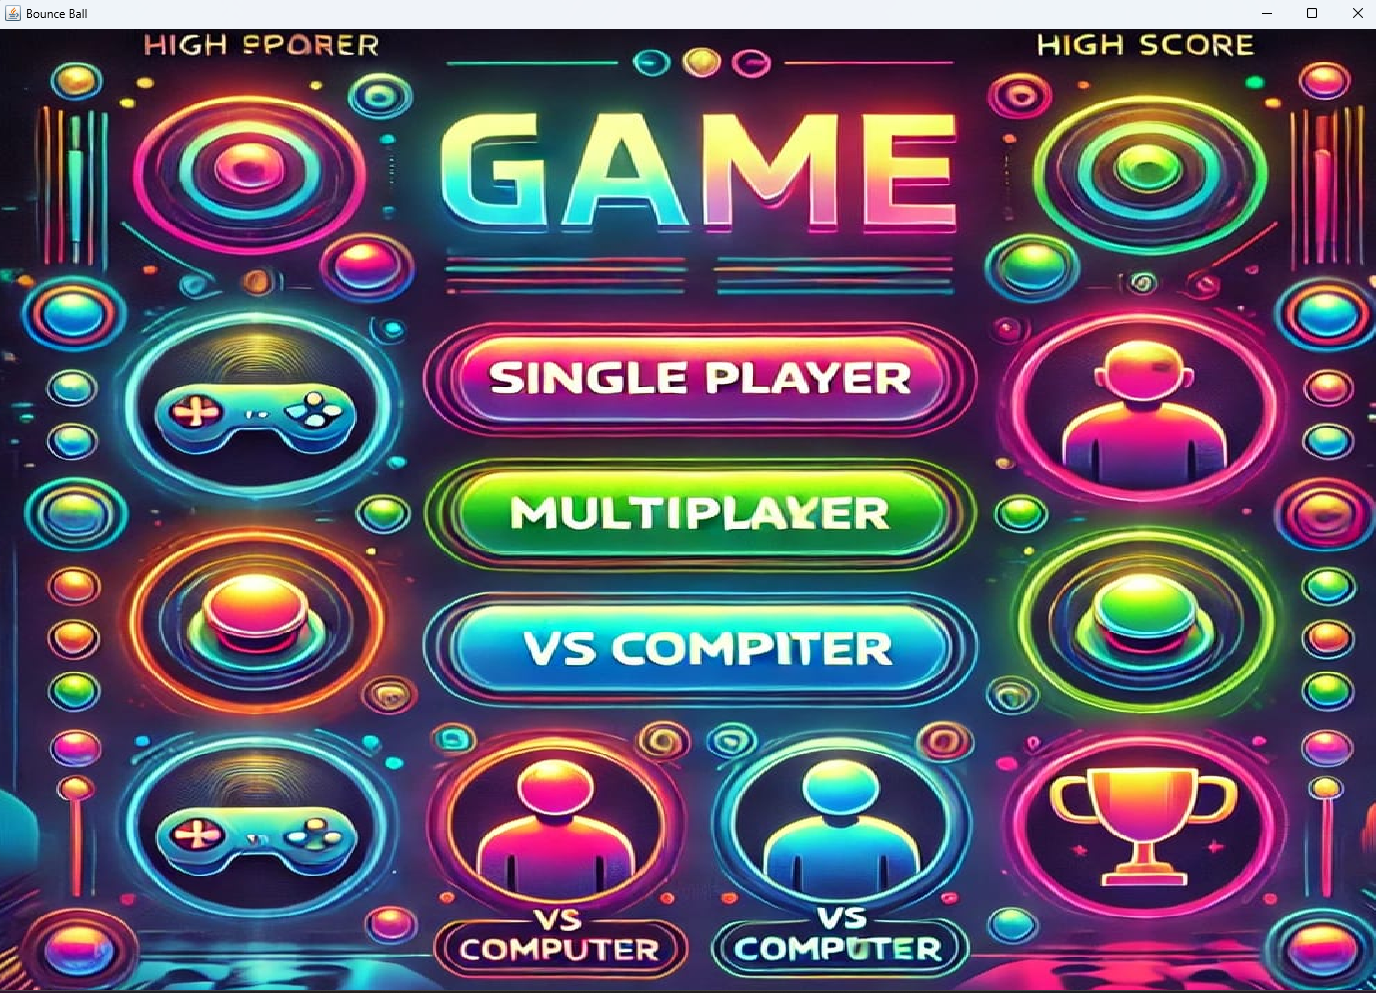 Bounce Ball
HIGH SPORER
HIGH SCORE
GAME
SINGLE PLAYER
MULTIPLAYER
VS COMPITER
VS
COMPUTER
VS
COMPUTER